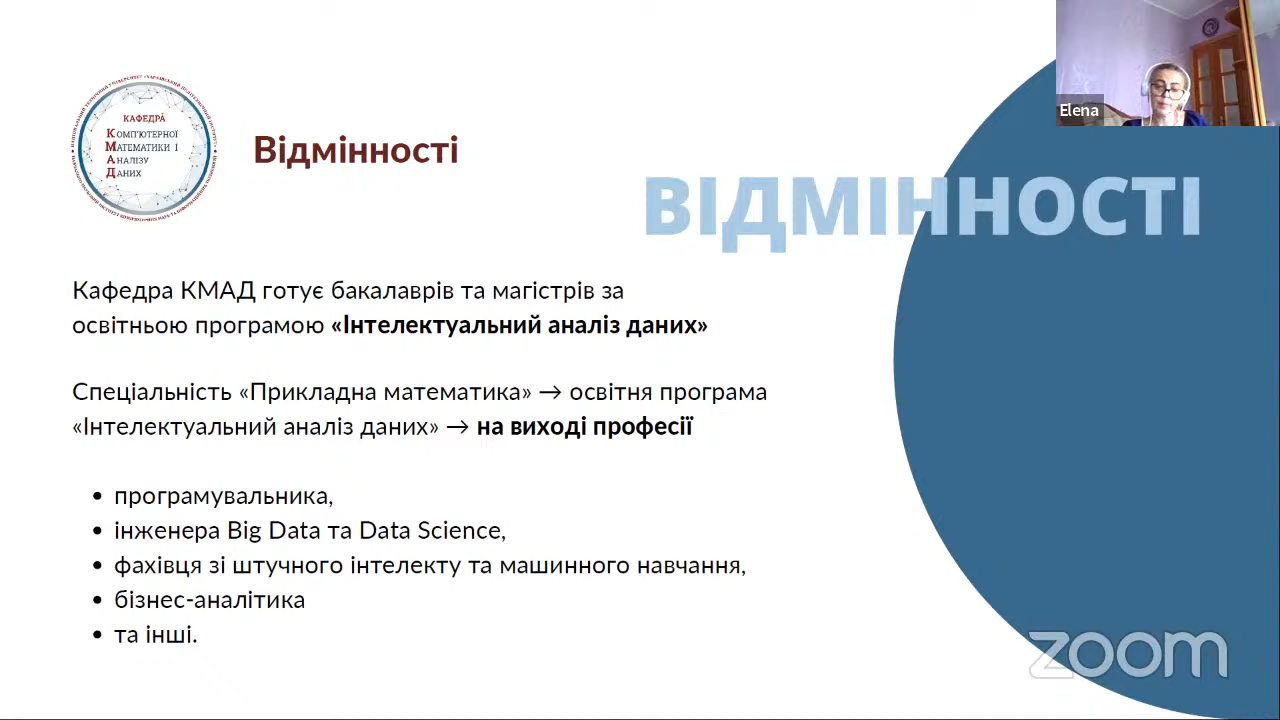 Elena
КАФЕДРА
КОМП'ЮТЕРНОЇ
МАТЕМАТИКИ І
АНАЛІЗУ
ДАНИХ
Відмінності
ВІДМІННОСТІ
Кафедра КМАД готує бакалаврів та магістрів за
освітньою програмою «Інтелектуальний аналіз даних»
Спеціальність «Прикладна математика» → освітня програма
«Інтелектуальний аналіз даних» → на виході професії
• програмувальника,
• інженера Big Data та Data Science,
• фахівця зі штучного інтелекту та машинного навчання,
• бізнес-аналітика
• та інші.
zoom